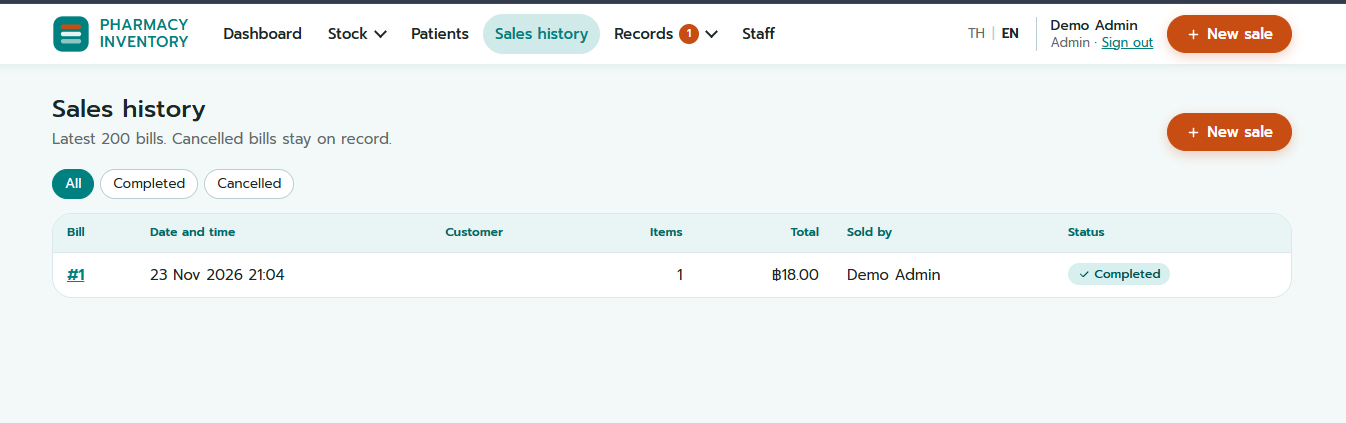 PHARMACY
INVENTORY
Dashboard Stock Patients Sales history Records 1 Staff
TH | EN
Demo Admin
Admin · Sign out
+ New sale
Sales history
Latest 200 bills. Cancelled bills stay on record.
+ New sale
All Completed Cancelled
Bill Date and time Customer Items Total Sold by Status
#1 23 Nov 2026 21:04 1 ฿18.00 Demo Admin ✓ Completed